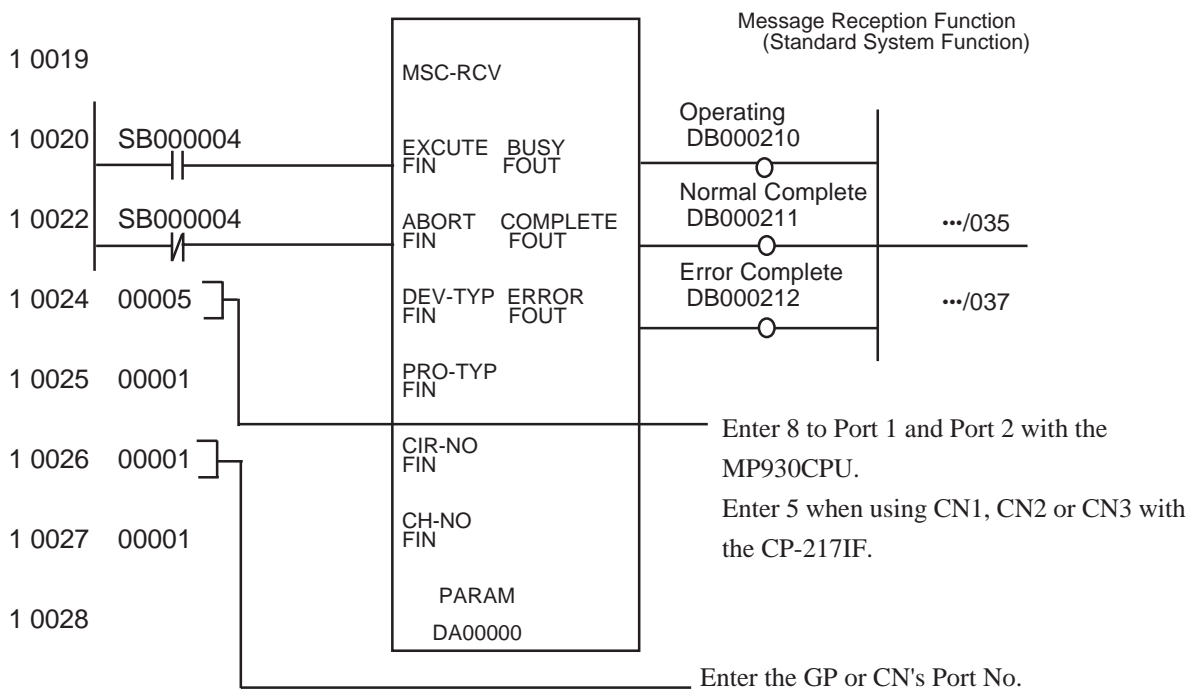 Message Reception Function
(Standard System Function)
1 0019
MSC-RCV
Operating
1 0020 SB000004 EXCUTE BUSY DB000210
FIN FOUT
Normal Complete
1 0022 SB000004 ABORT COMPLETE DB000211 •••/035
FIN FOUT
Error Complete
1 0024 00005 DEV-TYP ERROR DB000212 •••/037
FIN FOUT
1 0025 00001 PRO-TYP
FIN
Enter 8 to Port 1 and Port 2 with the
MP930CPU.
Enter 5 when using CN1, CN2 or CN3 with
the CP-217IF.
1 0026 00001 CIR-NO
FIN
1 0027 00001 CH-NO
FIN
1 0028 PARAM
DA00000
Enter the GP or CN's Port No.